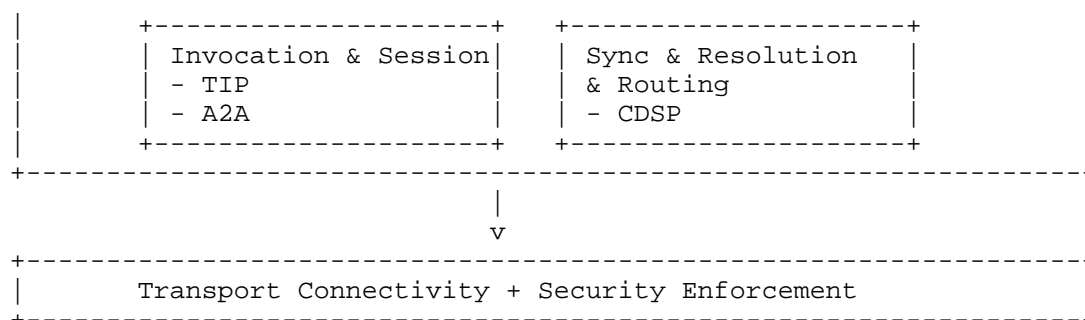 |       +---------------------+   +---------------------+
|       | Invocation & Session|   | Sync & Resolution   |
|       | - TIP               |   | & Routing           |
|       | - A2A               |   | - CDSP              |
|       +---------------------+   +---------------------+
+------------------------------------------------------------------
                              |
                              v
+------------------------------------------------------------------
|       Transport Connectivity + Security Enforcement
+------------------------------------------------------------------